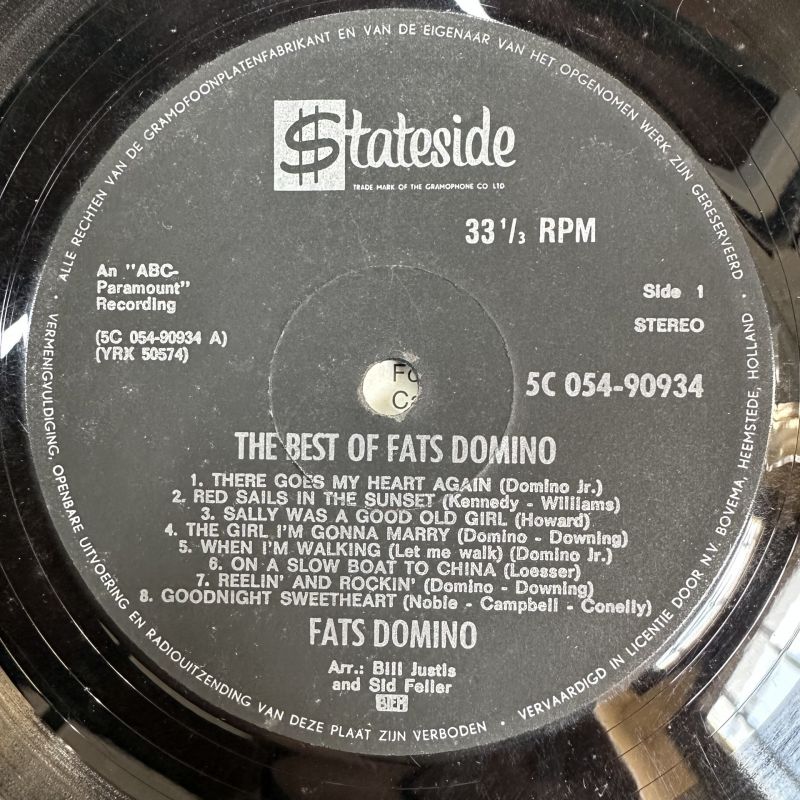 ALLE RECHTEN VAN DE GRAMOFOONPLATENFABRIKANT EN VAN DE EIGENAAR VAN HET OPGENOMEN WERK ZIJN GERESERVEERD •
$tateside
TRADE MARK OF THE GRAMOPHONE CO LTD
33 1/3 RPM
An "ABC-
Paramount"
Recording
(5C 054-90934 A)
(YRX 50574)
Side 1
STEREO
5C 054-90934
THE BEST OF FATS DOMINO
1. THERE GOES MY HEART AGAIN (Domino Jr.)
2. RED SAILS IN THE SUNSET (Kennedy - Williams)
3. SALLY WAS A GOOD OLD GIRL (Howard)
4. THE GIRL I'M GONNA MARRY (Domino - Downing)
5. WHEN I'M WALKING (Let me walk) (Domino Jr.)
6. ON A SLOW BOAT TO CHINA (Loesser)
7. REELIN' AND ROCKIN' (Domino - Downing)
8. GOODNIGHT SWEETHEART (Noble - Campbell - Conelly)
FATS DOMINO
Arr.: Bill Justis
and Sid Feller
BIEM
VERMENIGVULDIGING, OPENBARE UITVOERING EN RADIOUITZENDING VAN DEZE PLAAT ZIJN VERBODEN •
VERVAARDIGD IN LICENTIE DOOR N.V. BOVEMA, HEEMSTEDE, HOLLAND •